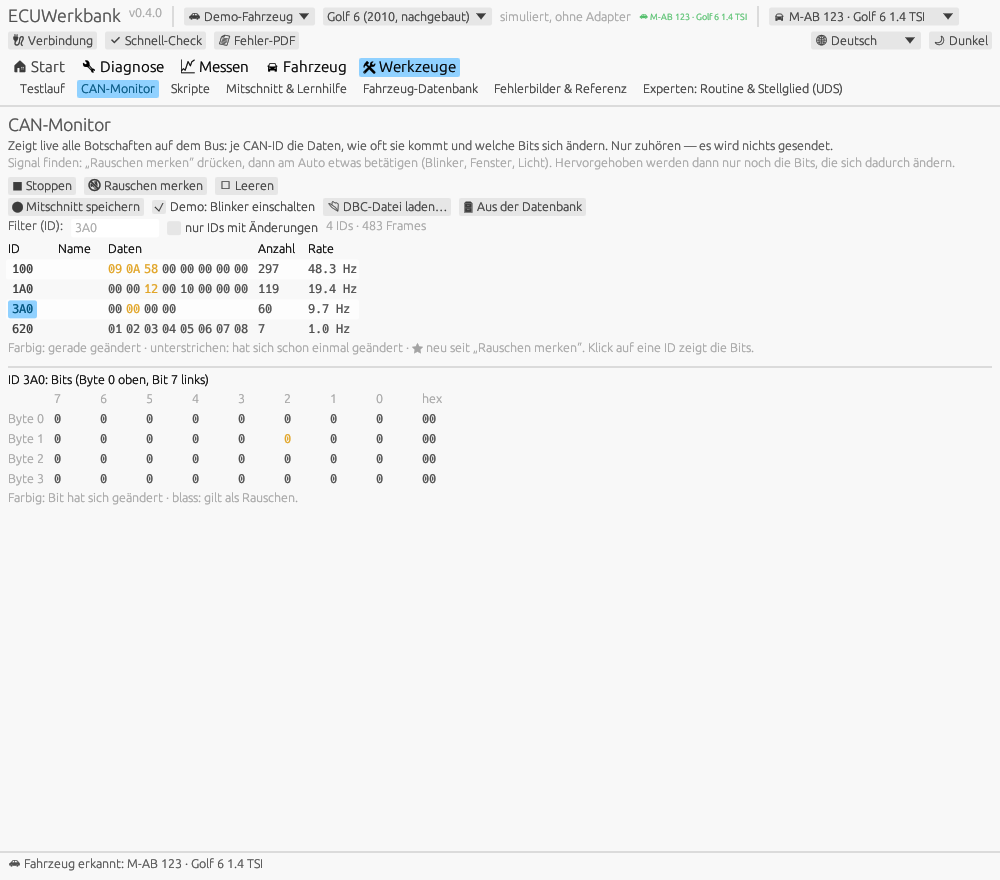 ECUWerkbank v0.4.0 Demo-Fahrzeug Golf 6 (2010, nachgebaut) simuliert, ohne Adapter M-AB 123 · Golf 6 1.4 TSI M-AB 123 · Golf 6 1.4 TSI
Verbindung Schnell-Check Fehler-PDF Deutsch Dunkel
Start Diagnose Messen Fahrzeug Werkzeuge
Testlauf CAN-Monitor Skripte Mitschnitt & Lernhilfe Fahrzeug-Datenbank Fehlerbilder & Referenz Experten: Routine & Stellglied (UDS)
CAN-Monitor
Zeigt live alle Botschaften auf dem Bus: je CAN-ID die Daten, wie oft sie kommt und welche Bits sich ändern. Nur zuhören — es wird nichts gesendet.
Signal finden: „Rauschen merken“ drücken, dann am Auto etwas betätigen (Blinker, Fenster, Licht). Hervorgehoben werden dann nur noch die Bits, die sich dadurch ändern.
Stoppen Rauschen merken Leeren
Mitschnitt speichern Demo: Blinker einschalten DBC-Datei laden… Aus der Datenbank
Filter (ID): 3A0 nur IDs mit Änderungen 4 IDs · 483 Frames
ID Name Daten Anzahl Rate
100 09 0A 58 00 00 00 00 00 297 48.3 Hz
1A0 00 00 12 00 10 00 00 00 119 19.4 Hz
3A0 00 00 00 00 60 9.7 Hz
620 01 02 03 04 05 06 07 08 7 1.0 Hz
Farbig: gerade geändert · unterstrichen: hat sich schon einmal geändert · ★ neu seit „Rauschen merken“. Klick auf eine ID zeigt die Bits.
ID 3A0: Bits (Byte 0 oben, Bit 7 links)
7 6 5 4 3 2 1 0 hex
Byte 0 0 0 0 0 0 0 0 0 00
Byte 1 0 0 0 0 0 0 0 0 00
Byte 2 0 0 0 0 0 0 0 0 00
Byte 3 0 0 0 0 0 0 0 0 00
Farbig: Bit hat sich geändert · blass: gilt als Rauschen.
Fahrzeug erkannt: M-AB 123 · Golf 6 1.4 TSI